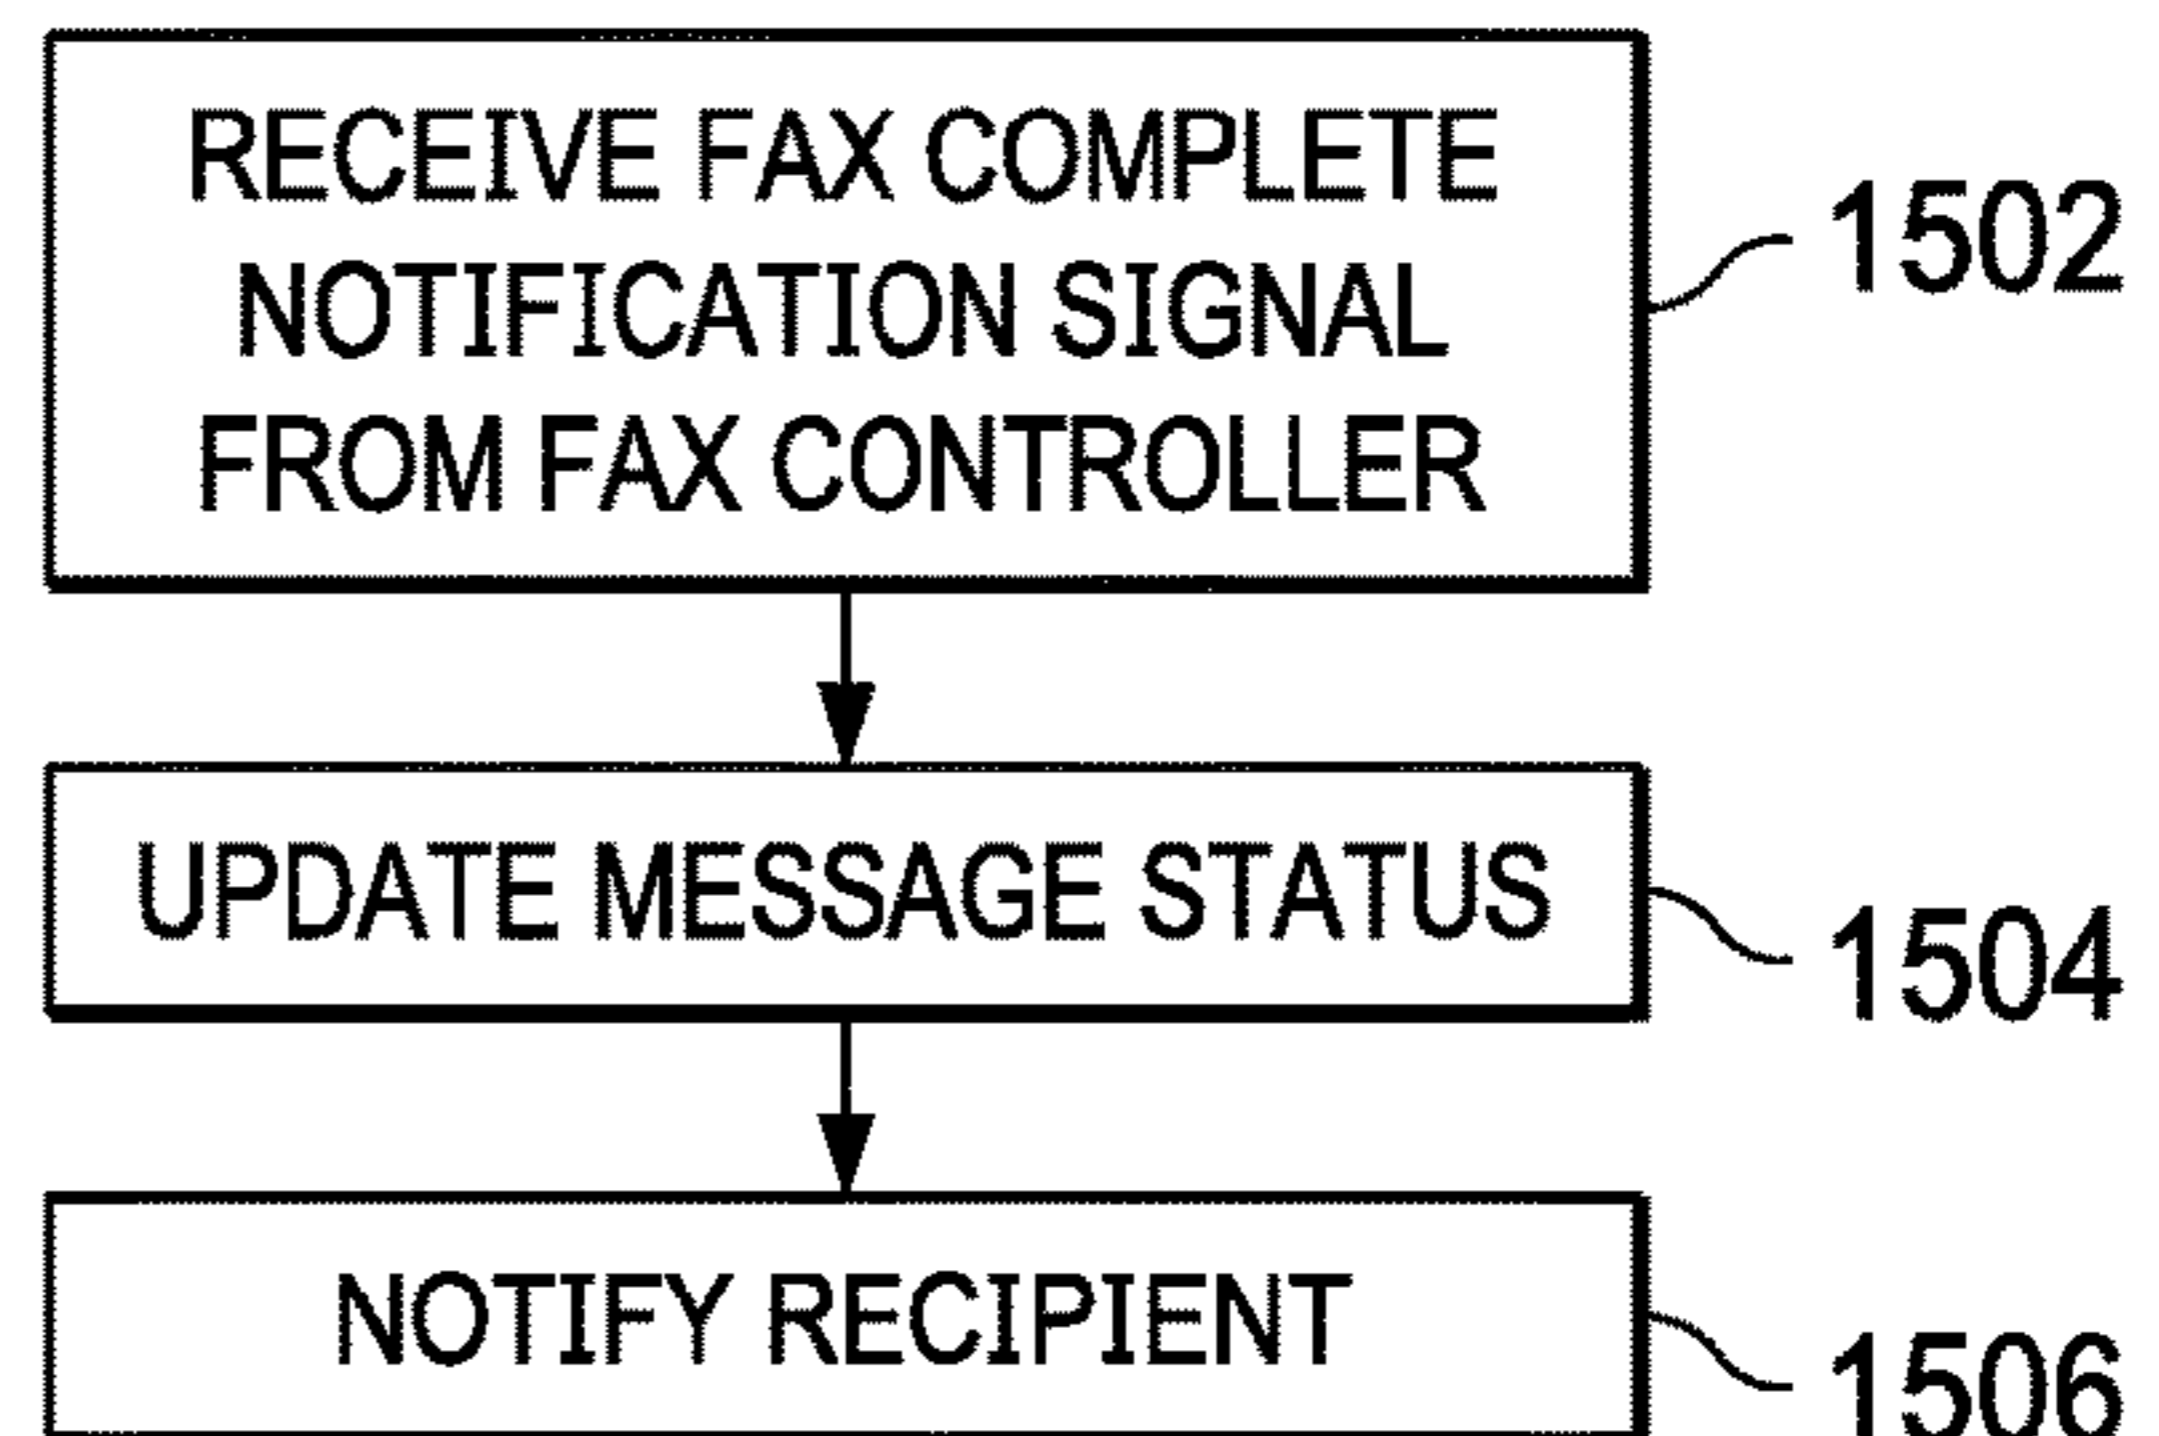 RECEIVE FAX COMPLETE
NOTIFICATION SIGNAL
FROM FAX CONTROLLER
1502
UPDATE MESSAGE STATUS
1504
NOTIFY RECIPIENT
1506